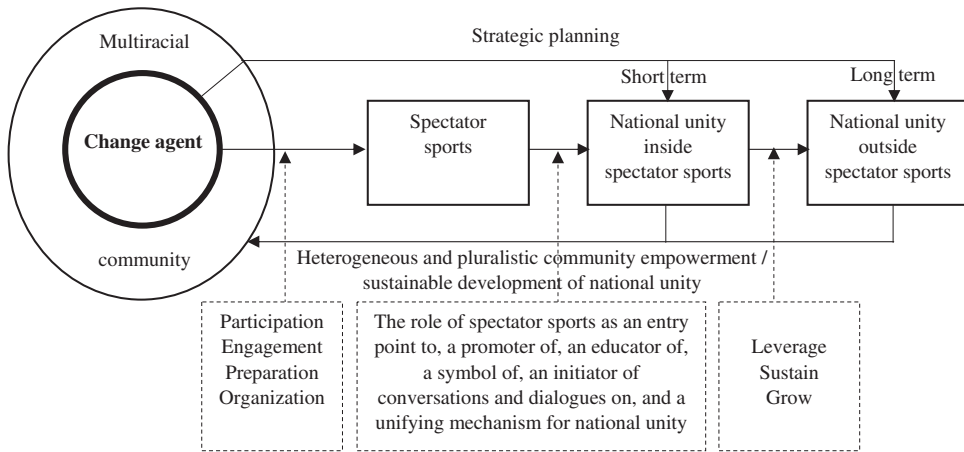 Multiracial
Strategic planning
Short term
Long term
Change agent
Spectator
sports
National unity
inside
spectator sports
National unity
outside
spectator sports
community
Heterogeneous and pluralistic community empowerment /
sustainable development of national unity
Participation
Engagement
Preparation
Organization
The role of spectator sports as an entry
point to, a promoter of, an educator of,
a symbol of, an initiator of
conversations and dialogues on, and a
unifying mechanism for national unity
Leverage
Sustain
Grow